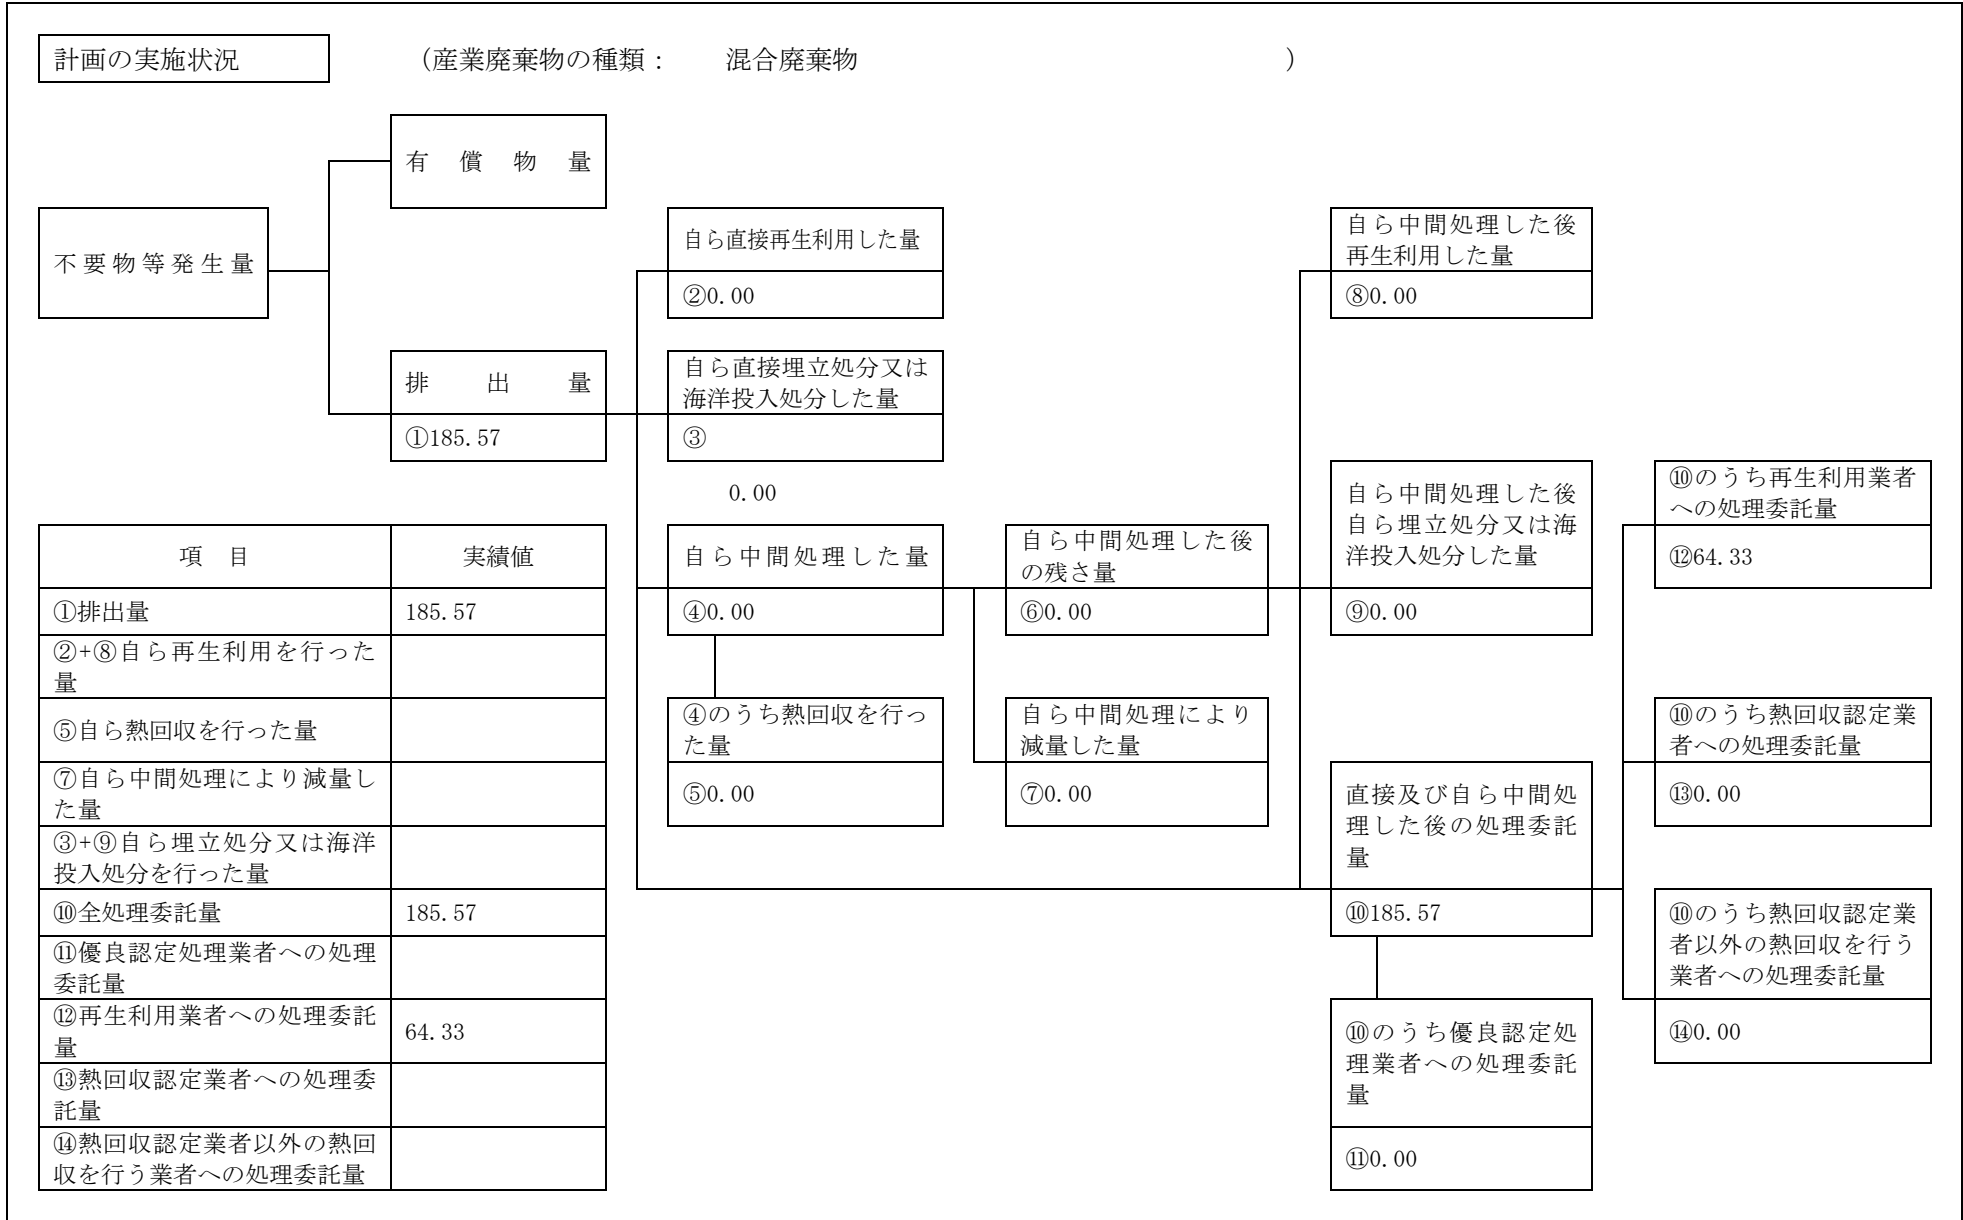 計画の実施状況　（産業廃棄物の種類：　混合廃棄物　）
有償物量
不要物等発生量
自ら直接再生利用した量
②0.00
自ら中間処理した後
再生利用した量
⑧0.00
排出量
①185.57
自ら直接埋立処分又は
海洋投入処分した量
③
0.00
自ら中間処理した量
④0.00
自ら中間処理した後
の残さ量
⑥0.00
自ら中間処理した後
自ら埋立処分又は海
洋投入処分した量
⑨0.00
⑩のうち再生利用業者
への処理委託量
⑫64.33
④のうち熱回収を行っ
た量
⑤0.00
自ら中間処理により
減量した量
⑦0.00
直接及び自ら中間処
理した後の処理委託
量
⑩185.57
⑩のうち熱回収認定業
者への処理委託量
⑬0.00
⑩のうち熱回収認定業
者以外の熱回収を行う
業者への処理委託量
⑭0.00
⑩のうち優良認定処
理業者への処理委託
量
⑪0.00
項　目　実績値
①排出量　185.57
②+⑧自ら再生利用を行った
量
⑤自ら熱回収を行った量
⑦自ら中間処理により減量し
た量
③+⑨自ら埋立処分又は海洋
投入処分を行った量
⑩全処理委託量　185.57
⑪優良認定処理業者への処理
委託量
⑫再生利用業者への処理委託
量　64.33
⑬熱回収認定業者への処理委
託量
⑭熱回収認定業者以外の熱回
収を行う業者への処理委託量